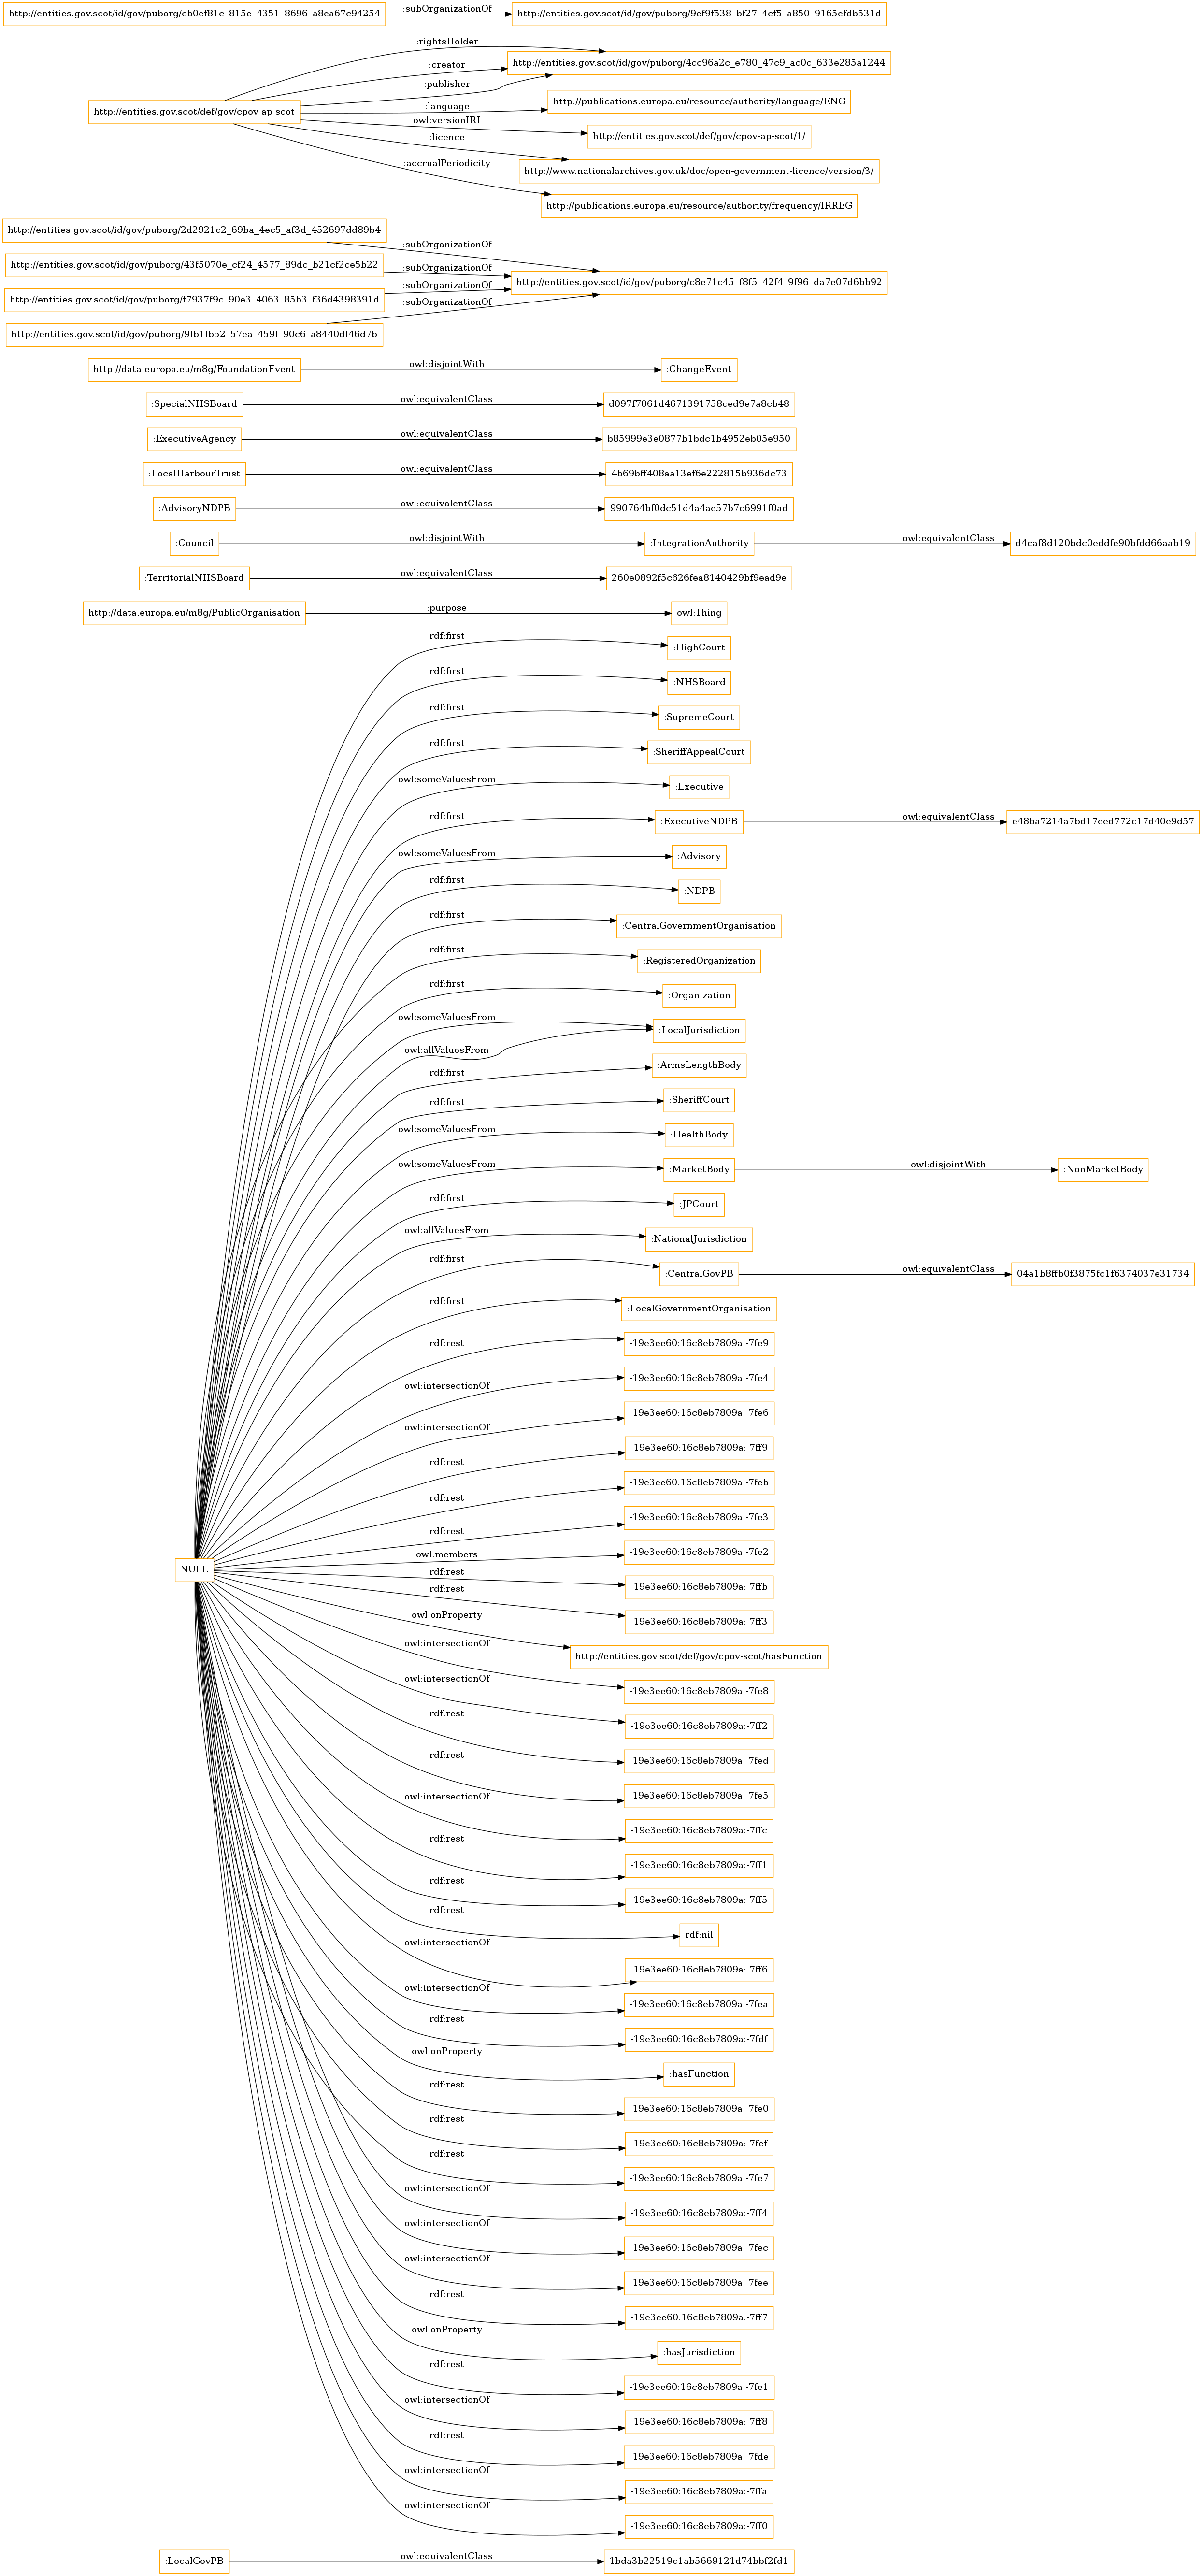 http://entities.gov.scot/id/gov/puborg/cb0ef81c_815e_4351_8696_a8ea67c94254 :subOrganizationOf http://entities.gov.scot/id/gov/puborg/9ef9f538_bf27_4cf5_a850_9165efdb531d
:rightsHolder
http://entities.gov.scot/id/gov/puborg/4cc96a2c_e780_47c9_ac0c_633e285a1244
:creator
:publisher
http://entities.gov.scot/def/gov/cpov-ap-scot
:language http://publications.europa.eu/resource/authority/language/ENG
owl:versionIRI http://entities.gov.scot/def/gov/cpov-ap-scot/1/
:licence http://www.nationalarchives.gov.uk/doc/open-government-licence/version/3/
:accrualPeriodicity http://publications.europa.eu/resource/authority/frequency/IRREG
http://entities.gov.scot/id/gov/puborg/2d2921c2_69ba_4ec5_af3d_452697dd89b4 :subOrganizationOf
http://entities.gov.scot/id/gov/puborg/43f5070e_cf24_4577_89dc_b21cf2ce5b22 :subOrganizationOf
http://entities.gov.scot/id/gov/puborg/c8e71c45_f8f5_42f4_9f96_da7e07d6bb92
http://entities.gov.scot/id/gov/puborg/f7937f9c_90e3_4063_85b3_f36d4398391d :subOrganizationOf
http://entities.gov.scot/id/gov/puborg/9fb1fb52_57ea_459f_90c6_a8440df46d7b :subOrganizationOf
http://data.europa.eu/m8g/FoundationEvent owl:disjointWith :ChangeEvent
:SpecialNHSBoard owl:equivalentClass d097f7061d4671391758ced9e7a8cb48
:ExecutiveAgency owl:equivalentClass b85999e3e0877b1bdc1b4952eb05e950
:LocalHarbourTrust owl:equivalentClass 4b69bff408aa13ef6e222815b936dc73
:AdvisoryNDPB owl:equivalentClass 990764bf0dc51d4a4ae57b7c6991f0ad
:Council owl:disjointWith :IntegrationAuthority owl:equivalentClass d4caf8d120bdc0eddfe90bfdd66aab19
:TerritorialNHSBoard owl:equivalentClass 260e0892f5c626fea8140429bf9ead9e
http://data.europa.eu/m8g/PublicOrganisation :purpose owl:Thing
rdf:first :HighCourt
rdf:first :NHSBoard
rdf:first :SupremeCourt
rdf:first :SheriffAppealCourt
owl:someValuesFrom :Executive
rdf:first :ExecutiveNDPB owl:equivalentClass e48ba7214a7bd17eed772c17d40e9d57
owl:someValuesFrom :Advisory
rdf:first :NDPB
rdf:first :CentralGovernmentOrganisation
rdf:first :RegisteredOrganization
rdf:first :Organization
owl:someValuesFrom :LocalJurisdiction
owl:allValuesFrom
rdf:first :ArmsLengthBody
rdf:first :SheriffCourt
owl:someValuesFrom :HealthBody
owl:someValuesFrom :MarketBody owl:disjointWith :NonMarketBody
rdf:first :JPCourt
owl:allValuesFrom :NationalJurisdiction
rdf:first :CentralGovPB owl:equivalentClass 04a1b8ffb0f3875fc1f6374037e31734
rdf:first :LocalGovernmentOrganisation
rdf:rest -19e3ee60:16c8eb7809a:-7fe9
owl:intersectionOf -19e3ee60:16c8eb7809a:-7fe4
owl:intersectionOf -19e3ee60:16c8eb7809a:-7fe6
rdf:rest -19e3ee60:16c8eb7809a:-7ff9
rdf:rest -19e3ee60:16c8eb7809a:-7feb
rdf:rest -19e3ee60:16c8eb7809a:-7fe3
owl:members -19e3ee60:16c8eb7809a:-7fe2
NULL
rdf:rest -19e3ee60:16c8eb7809a:-7ffb
rdf:rest -19e3ee60:16c8eb7809a:-7ff3
owl:onProperty http://entities.gov.scot/def/gov/cpov-scot/hasFunction
owl:intersectionOf -19e3ee60:16c8eb7809a:-7fe8
owl:intersectionOf -19e3ee60:16c8eb7809a:-7ff2
rdf:rest -19e3ee60:16c8eb7809a:-7fed
rdf:rest -19e3ee60:16c8eb7809a:-7fe5
owl:intersectionOf -19e3ee60:16c8eb7809a:-7ffc
rdf:rest -19e3ee60:16c8eb7809a:-7ff1
rdf:rest -19e3ee60:16c8eb7809a:-7ff5
rdf:rest rdf:nil
owl:intersectionOf -19e3ee60:16c8eb7809a:-7ff6
owl:intersectionOf -19e3ee60:16c8eb7809a:-7fea
rdf:rest -19e3ee60:16c8eb7809a:-7fdf
owl:onProperty :hasFunction
rdf:rest -19e3ee60:16c8eb7809a:-7fe0
rdf:rest -19e3ee60:16c8eb7809a:-7fef
rdf:rest -19e3ee60:16c8eb7809a:-7fe7
owl:intersectionOf -19e3ee60:16c8eb7809a:-7ff4
owl:intersectionOf -19e3ee60:16c8eb7809a:-7fec
owl:intersectionOf -19e3ee60:16c8eb7809a:-7fee
rdf:rest -19e3ee60:16c8eb7809a:-7ff7
owl:onProperty :hasJurisdiction
rdf:rest -19e3ee60:16c8eb7809a:-7fe1
owl:intersectionOf -19e3ee60:16c8eb7809a:-7ff8
rdf:rest -19e3ee60:16c8eb7809a:-7fde
owl:intersectionOf -19e3ee60:16c8eb7809a:-7ffa
owl:intersectionOf -19e3ee60:16c8eb7809a:-7ff0
:LocalGovPB owl:equivalentClass 1bda3b22519c1ab5669121d74bbf2fd1